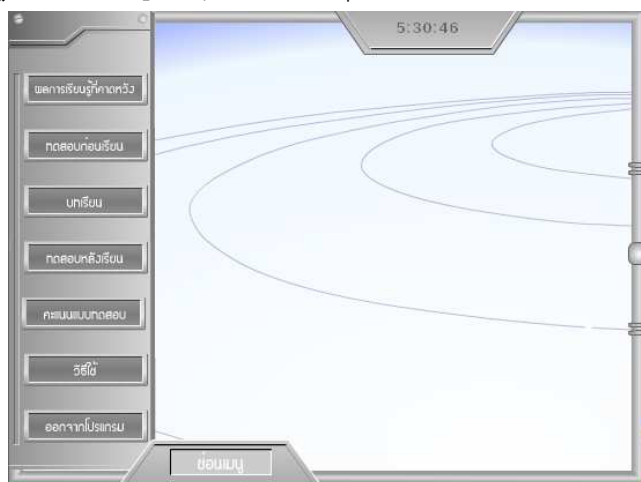 5:30:46
ผลการเรียนรู้ที่คาดหวัง
ทดสอบก่อนเรียน
บทเรียน
ทดสอบหลังเรียน
คะแนนแบบทดสอบ
วิธีใช้
ออกจากโปรแกรม
ซ่อนเมนู